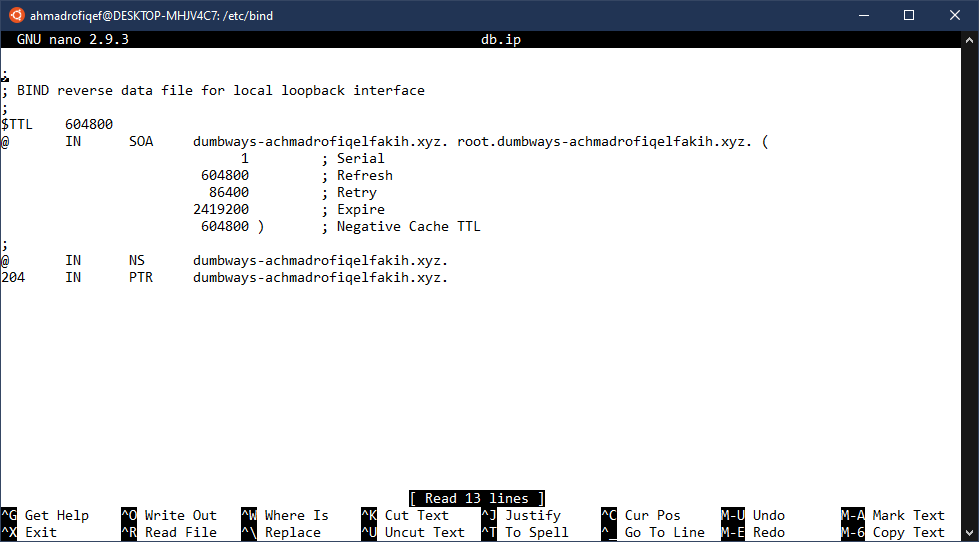 ahmadrofiqef@DESKTOP-MHJV4C7: /etc/bind
GNU nano 2.9.3 db.ip
;
; BIND reverse data file for local loopback interface
;
$TTL 604800
@ IN SOA dumbways-achmadrofiqelfakih.xyz. root.dumbways-achmadrofiqelfakih.xyz. (
1 ; Serial
604800 ; Refresh
86400 ; Retry
2419200 ; Expire
604800 ) ; Negative Cache TTL
;
@ IN NS dumbways-achmadrofiqelfakih.xyz.
204 IN PTR dumbways-achmadrofiqelfakih.xyz.
[ Read 13 lines ]
^G Get Help ^O Write Out ^W Where Is ^K Cut Text ^J Justify ^C Cur Pos M-U Undo M-A Mark Text
^X Exit ^R Read File ^\ Replace ^U Uncut Text ^T To Spell ^_ Go To Line M-E Redo M-6 Copy Text